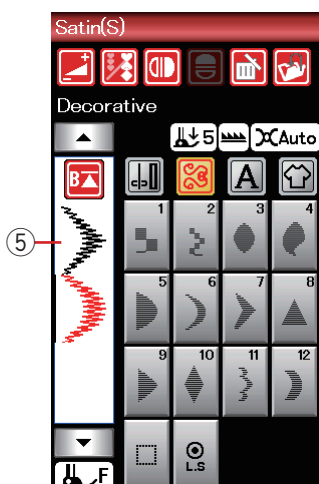 Satin(S)
Decorative
5 Auto
B A
1 2 3 4
⑤
5 6 7 8
9 10 11 12
L.S
F